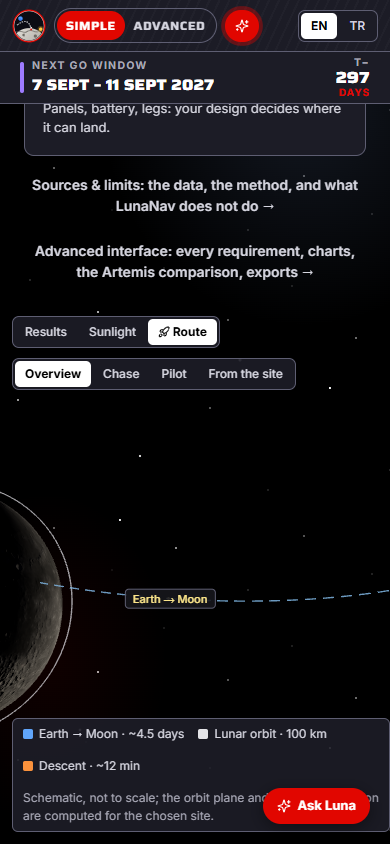 SIMPLE ADVANCED EN TR
NEXT GO WINDOW
7 SEPT – 11 SEPT 2027
T−
297
DAYS
Panels, battery, legs: your design decides where
it can land.
Sources & limits: the data, the method, and what
LunaNav does not do →
Advanced interface: every requirement, charts,
the Artemis comparison, exports →
Results Sunlight Route
Overview Chase Pilot From the site
Earth → Moon
Earth → Moon · ~4.5 days Lunar orbit · 100 km
Descent · ~12 min
Schematic, not to scale; the orbit plane
are computed for the chosen site.
Ask Luna